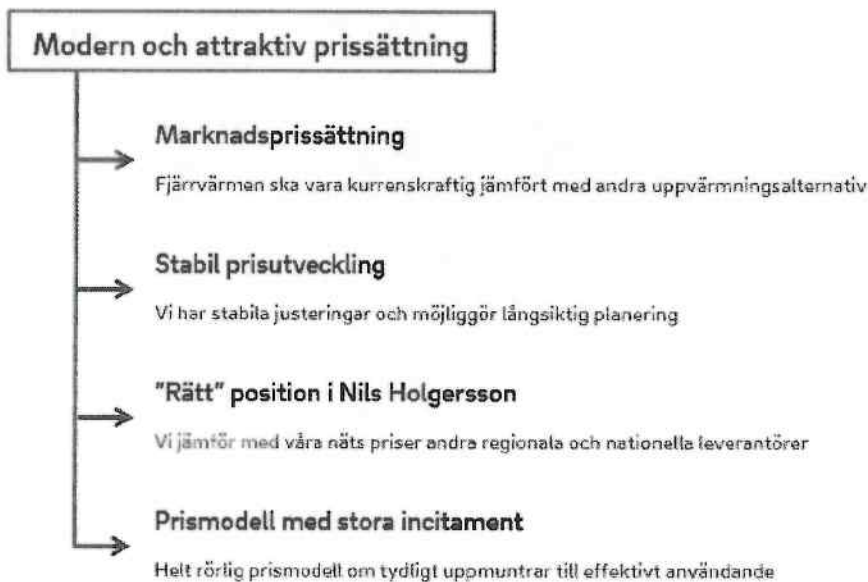 Modern och attraktiv prissättning
Marknadsprissättning
Fjärrvärmen ska vara kurrenskraftig jämfört med andra uppvärmningsalternativ
Stabil prisutveckling
Vi har stabila justeringar och möjliggör långsiktig planering
"Rätt" position i Nils Holgersson
Vi jämför med våra näts priser andra regionala och nationella leverantörer
Prismodell med stora incitament
Helt rörlig prismodell om tydligt uppmuntrar till effektivt användande